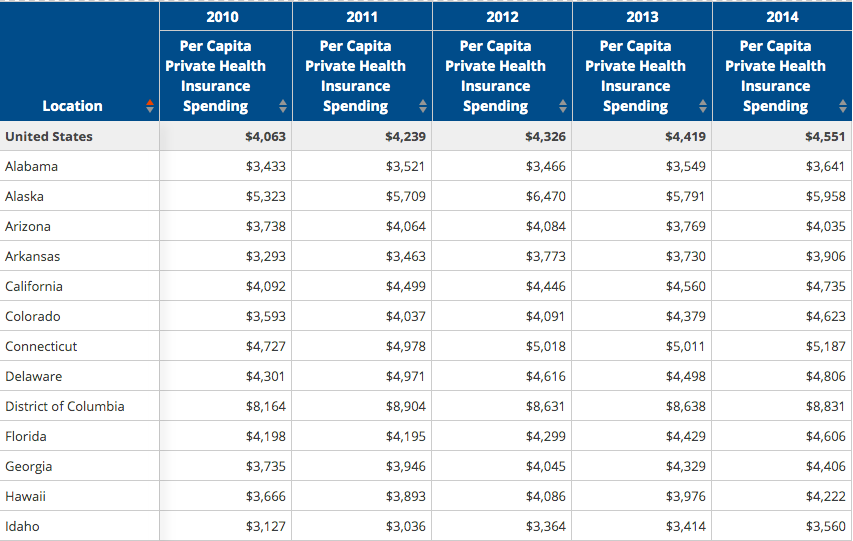 2010 2011 2012 2013 2014
Location Per Capita Private Health Insurance Spending Per Capita Private Health Insurance Spending Per Capita Private Health Insurance Spending Per Capita Private Health Insurance Spending Per Capita Private Health Insurance Spending
United States $4,063 $4,239 $4,326 $4,419 $4,551
Alabama $3,433 $3,521 $3,466 $3,549 $3,641
Alaska $5,323 $5,709 $6,470 $5,791 $5,958
Arizona $3,738 $4,064 $4,084 $3,769 $4,035
Arkansas $3,293 $3,463 $3,773 $3,730 $3,906
California $4,092 $4,499 $4,446 $4,560 $4,735
Colorado $3,593 $4,037 $4,091 $4,379 $4,623
Connecticut $4,727 $4,978 $5,018 $5,011 $5,187
Delaware $4,301 $4,971 $4,616 $4,498 $4,806
District of Columbia $8,164 $8,904 $8,631 $8,638 $8,831
Florida $4,198 $4,195 $4,299 $4,429 $4,606
Georgia $3,735 $3,946 $4,045 $4,329 $4,406
Hawaii $3,666 $3,893 $4,086 $3,976 $4,222
Idaho $3,127 $3,036 $3,364 $3,414 $3,560